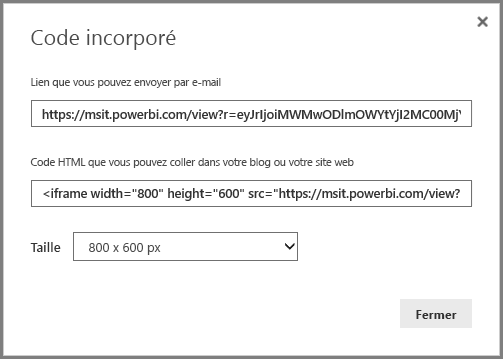 Code incorporé
Lien que vous pouvez envoyer par e-mail
https://msit.powerbi.com/view?r=eyJrIjoiMWMwODlmOWYtYjI2MC00Mj
Code HTML que vous pouvez coller dans votre blog ou votre site web
<iframe width="800" height="600" src="https://msit.powerbi.com/view?
Taille
800 x 600 px
Fermer